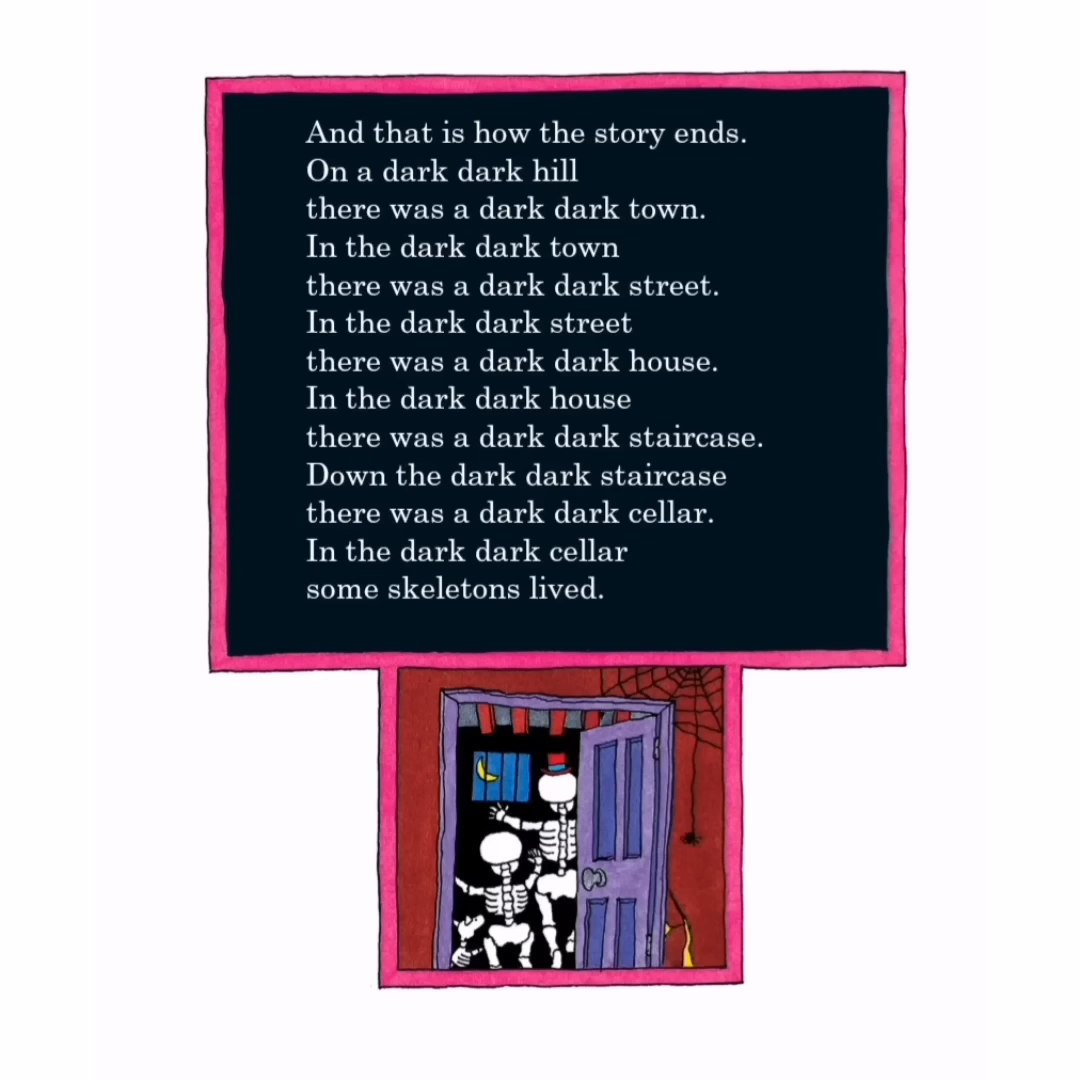 And that is how the story ends.
On a dark dark hill
there was a dark dark town.
In the dark dark town
there was a dark dark street.
In the dark dark street
there was a dark dark house.
In the dark dark house
there was a dark dark staircase.
Down the dark dark staircase
there was a dark dark cellar.
In the dark dark cellar
some skeletons lived.